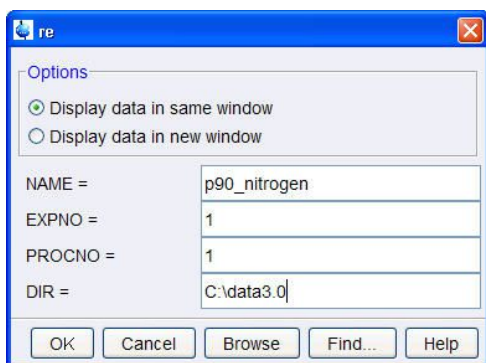 re
Options
Display data in same window
Display data in new window
NAME = p90_nitrogen
EXPNO = 1
PROCNO = 1
DIR = C:\data3.0
OK Cancel Browse Find... Help